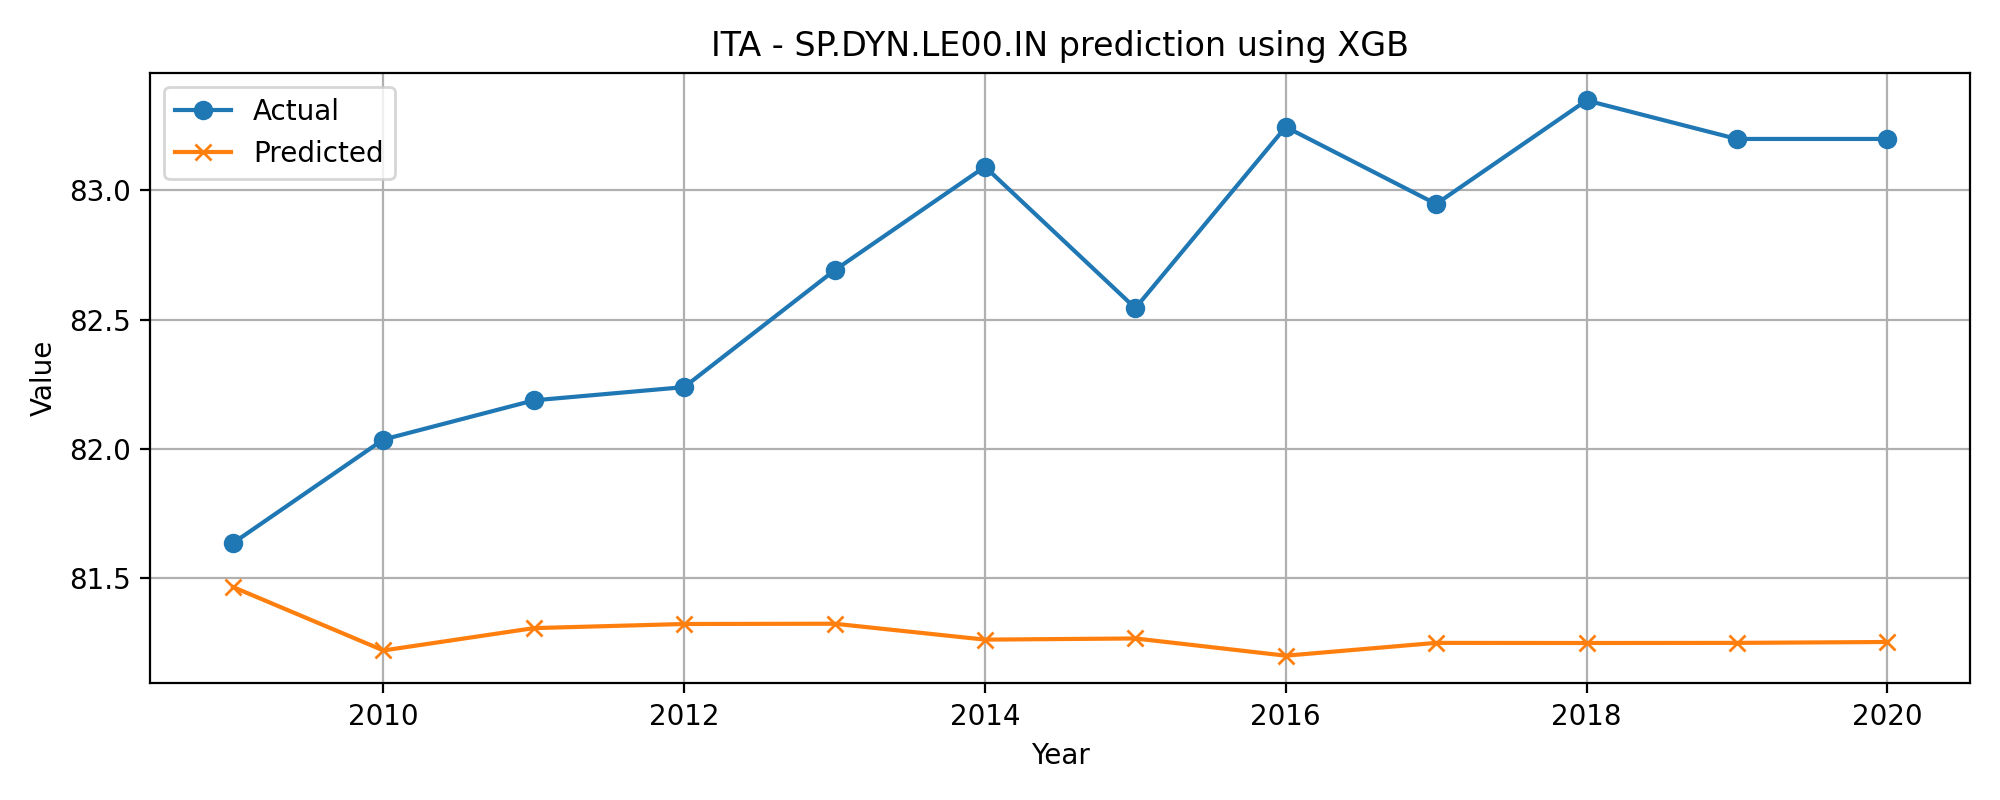 ITA - SP.DYN.LE00.IN prediction using XGB
Actual
Predicted
Value
83.0
82.5
82.0
81.5
2010 2012 2014 2016 2018 2020
Year